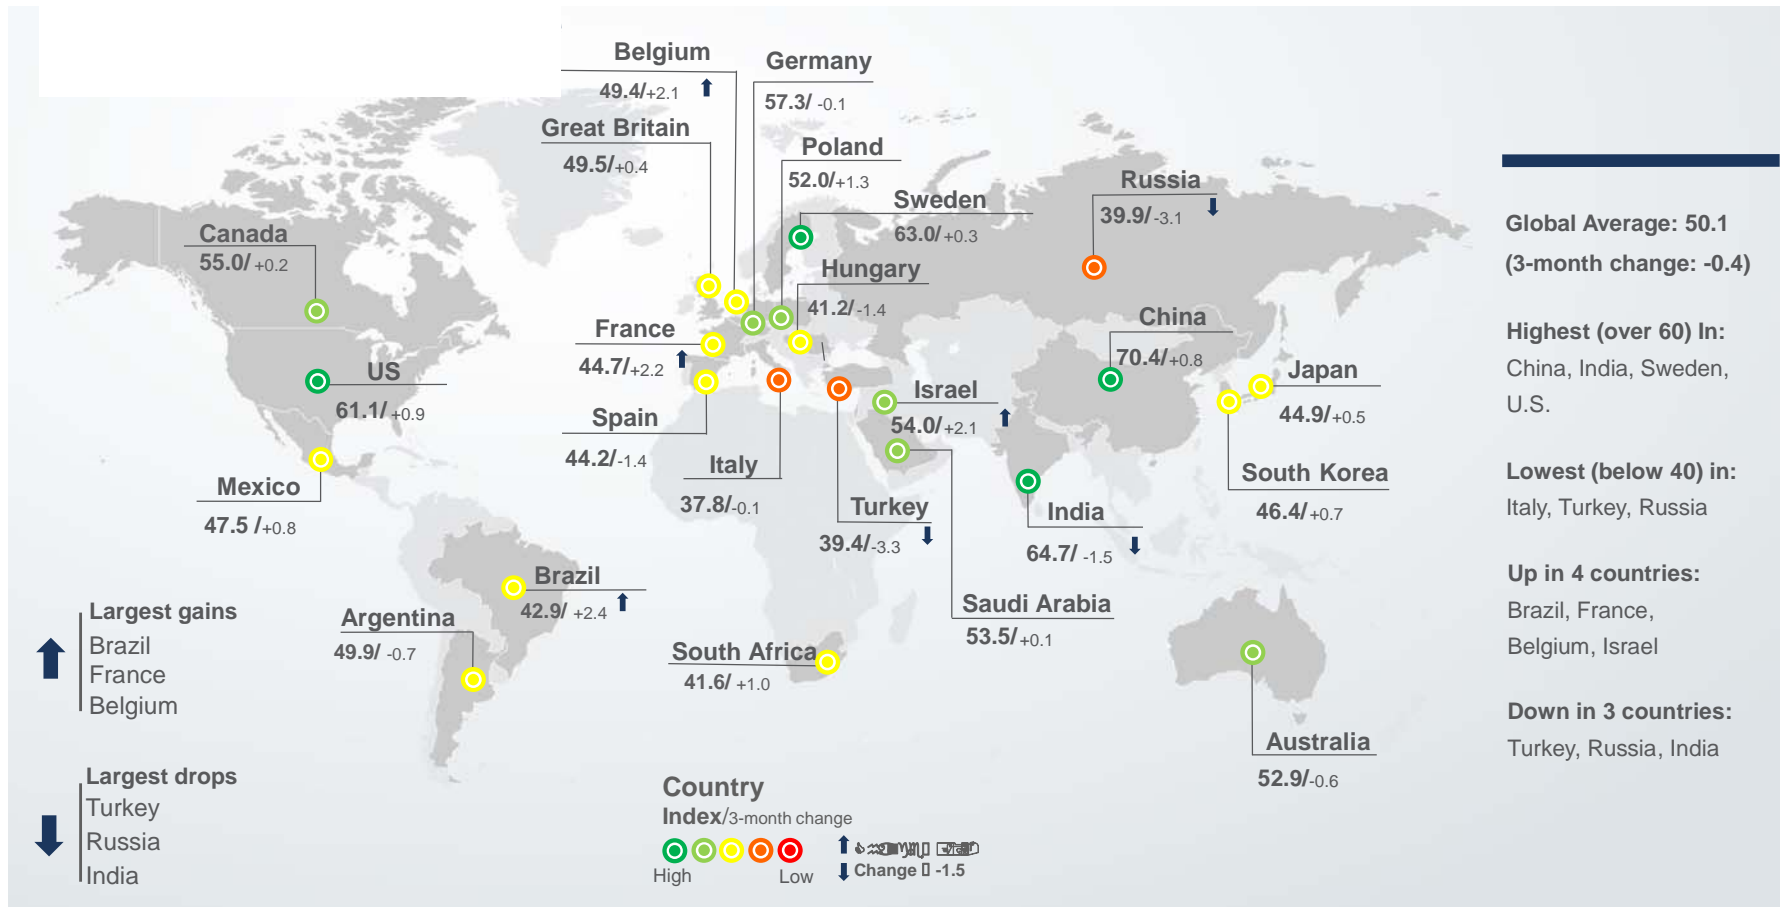 Belgium
49.4/+2.1
Germany
57.3/ -0.1
Great Britain
49.5/+0.4
Poland
52.0/+1.3
Russia
39.9/-3.1
Sweden
63.0/+0.3
Canada
55.0/ +0.2
Hungary
41.2/-1.4
China
70.4/+0.8
France
44.7/+2.2
US
61.1/ +0.9
Japan
44.9/+0.5
Israel
54.0/+2.1
Spain
44.2/-1.4
Italy
37.8/-0.1
South Korea
46.4/+0.7
Mexico
47.5 /+0.8
Turkey
39.4/-3.3
India
64.7/ -1.5
Brazil
42.9/ +2.4
Saudi Arabia
53.5/+0.1
Argentina
49.9/ -0.7
South Africa
41.6/ +1.0
Australia
52.9/-0.6
Global Average: 50.1
(3-month change: -0.4)
Highest (over 60) In:
China, India, Sweden,
U.S.
Lowest (below 40) in:
Italy, Turkey, Russia
Up in 4 countries:
Brazil, France,
Belgium, Israel
Down in 3 countries:
Turkey, Russia, India
Largest gains
Brazil
France
Belgium
Largest drops
Turkey
Russia
India
Country
Index/3-month change
High
Low
Change -1.5